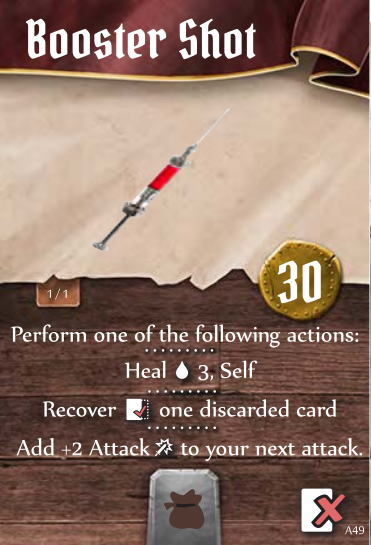 Booster Shot
1/1
30
Perform one of the following actions:
Heal 3, Self
Recover one discarded card
Add +2 Attack to your next attack.
A49